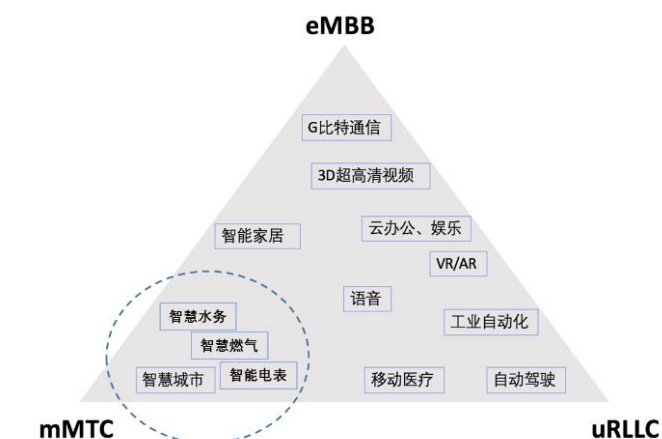 eMBB
G比特通信
3D超高清视频
云办公、娱乐
智能家居
VR/AR
语音
智慧水务
工业自动化
智慧燃气
智能电表
智慧城市
移动医疗
自动驾驶
mMTC
uRLLC